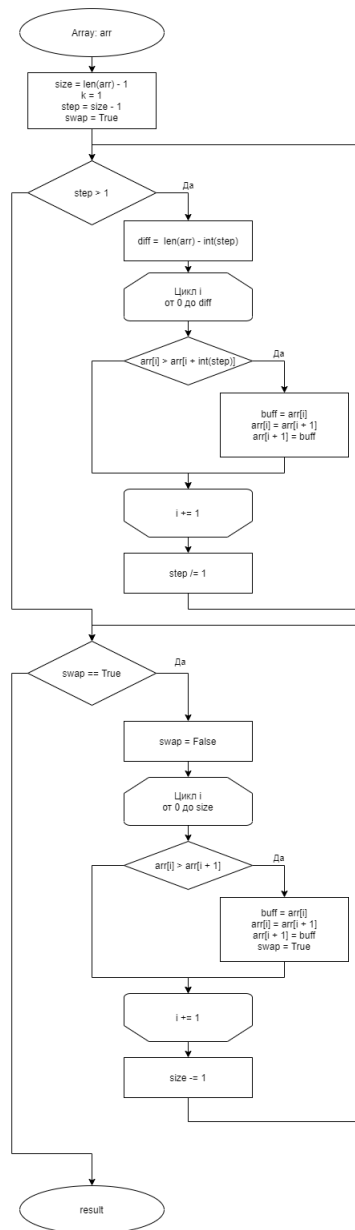 Array: arr
size = len(arr) - 1
k = 1
step = size - 1
swap = True
step > 1
Да
diff = len(arr) - int(step)
Цикл i
от 0 до diff
arr[i] > arr[i + int(step)]
Да
buff = arr[i]
arr[i] = arr[i + 1]
arr[i + 1] = buff
i += 1
step /= 1
swap == True
Да
swap = False
Цикл i
от 0 до size
arr[i] > arr[i + 1]
Да
buff = arr[i]
arr[i] = arr[i + 1]
arr[i + 1] = buff
swap = True
i += 1
size -= 1
result